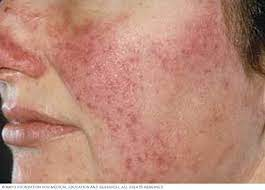 © MAYO FOUNDATION FOR MEDICAL EDUCATION AND RESEARCH. ALL RIGHTS RESERVED.